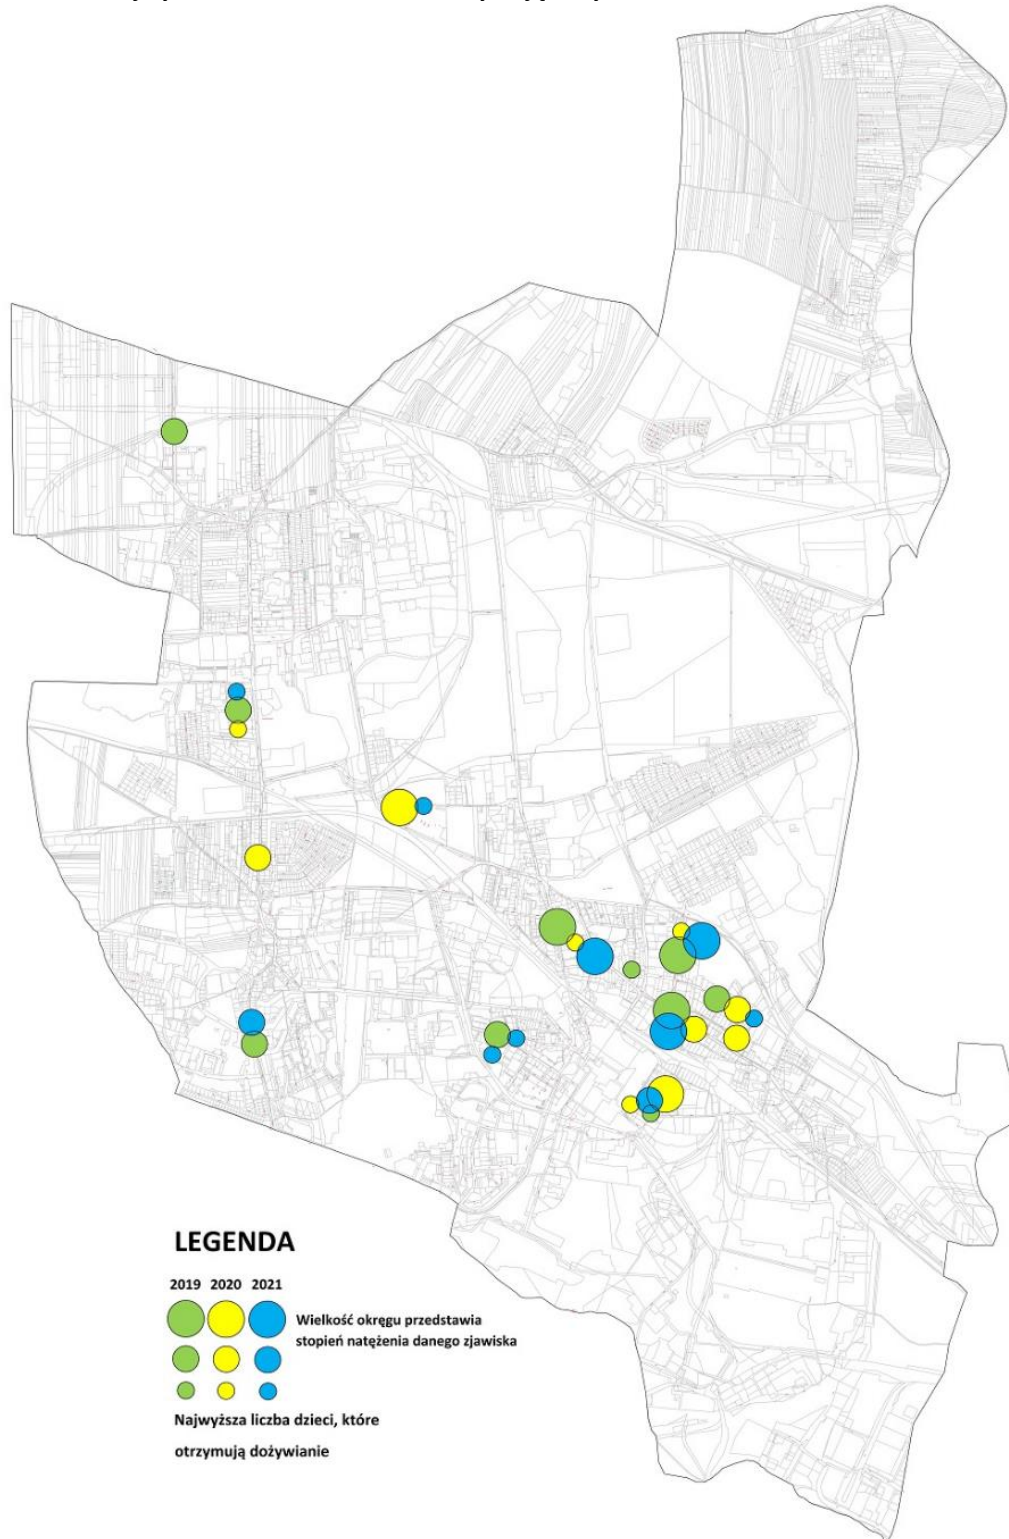 LEGENDA
2019 2020 2021
Wielkość okręgu przedstawia
stopień natężenia danego zjawiska
Najwyższa liczba dzieci, które
otrzymują dożywianie